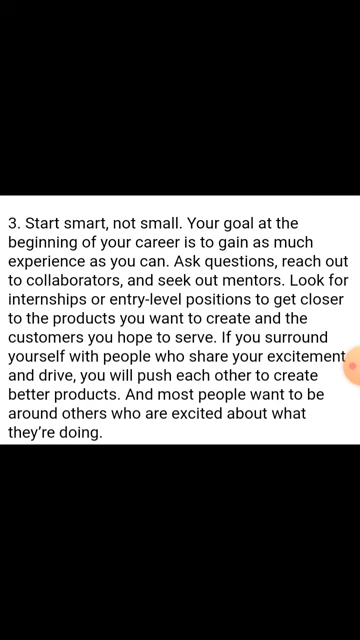 3. Start smart, not small. Your goal at the
beginning of your career is to gain as much
experience as you can. Ask questions, reach out
to collaborators, and seek out mentors. Look for
internships or entry-level positions to get closer
to the products you want to create and the
customers you hope to serve. If you surround
yourself with people who share your excitement
and drive, you will push each other to create
better products. And most people want to be
around others who are excited about what
they’re doing.